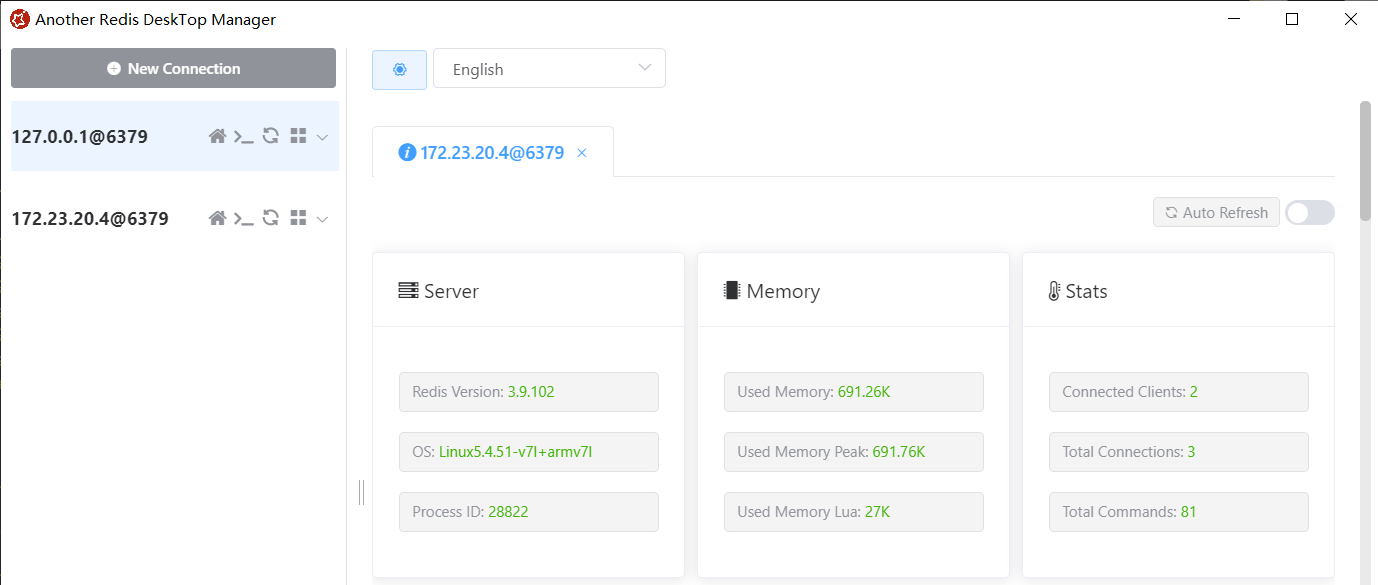 Another Redis DeskTop Manager
New Connection
English
127.0.0.1@6379
172.23.20.4@6379
172.23.20.4@6379
Auto Refresh
Server
Memory
Stats
Redis Version: 3.9.102
Used Memory: 691.26K
Connected Clients: 2
OS: Linux5.4.51-v7l+armv7l
Used Memory Peak: 691.76K
Total Connections: 3
Process ID: 28822
Used Memory Lua: 27K
Total Commands: 81